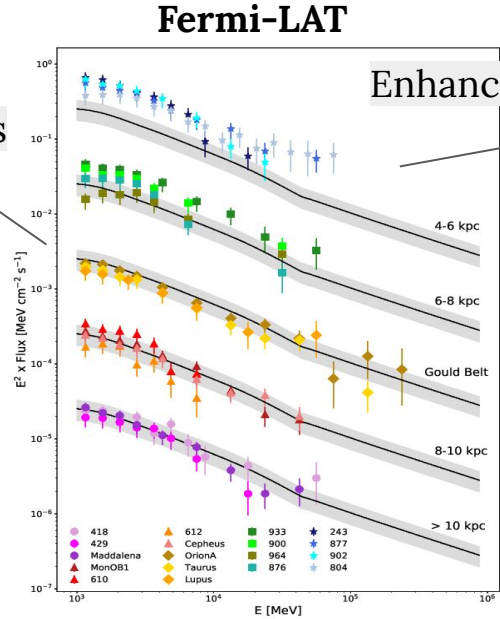 Fermi-LAT
Enhanc
s
10⁰
10⁻¹
10⁻²
10⁻³
10⁻⁴
10⁻⁵
10⁻⁶
10⁻⁷
E² x Flux [MeV cm⁻² s⁻¹]
4-6 kpc
6-8 kpc
Gould Belt
8-10 kpc
> 10 kpc
418
429
Maddalena
MonOB1
610
612
Cepheus
OrionA
Taurus
Lupus
933
900
964
876
243
877
902
804
10³
10⁴
10⁵
10⁶
E [MeV]